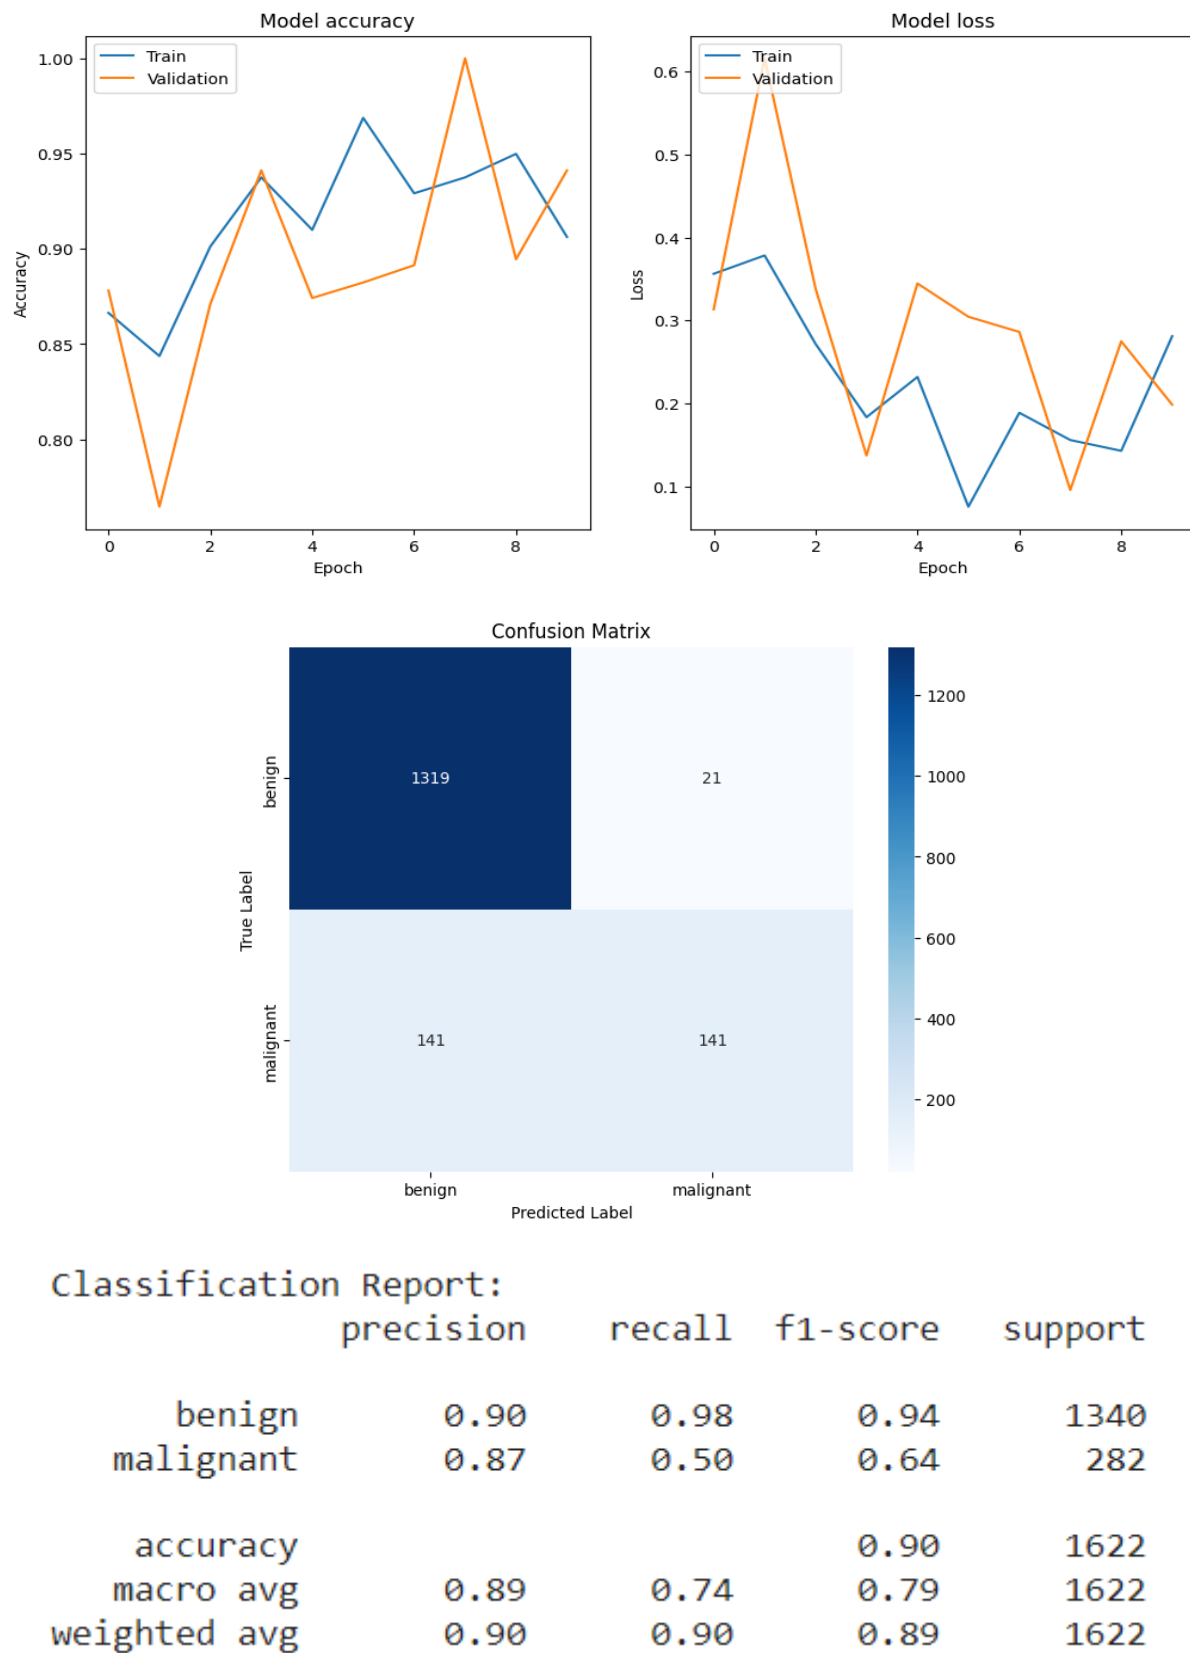 Model accuracy
Train
Validation
1.00
0.95
0.90
0.85
0.80
Accuracy
0 2 4 6 8
Epoch
Model loss
Train
Validation
0.6
0.5
0.4
0.3
0.2
0.1
Loss
0 2 4 6 8
Epoch
Confusion Matrix
True Label
benign
1319 21
malignant
141 141
benign malignant
Predicted Label
1200
1000
800
600
400
200
Classification Report:
precision recall f1-score support
benign 0.90 0.98 0.94 1340
malignant 0.87 0.50 0.64 282
accuracy 0.90 1622
macro avg 0.89 0.74 0.79 1622
weighted avg 0.90 0.90 0.89 1622